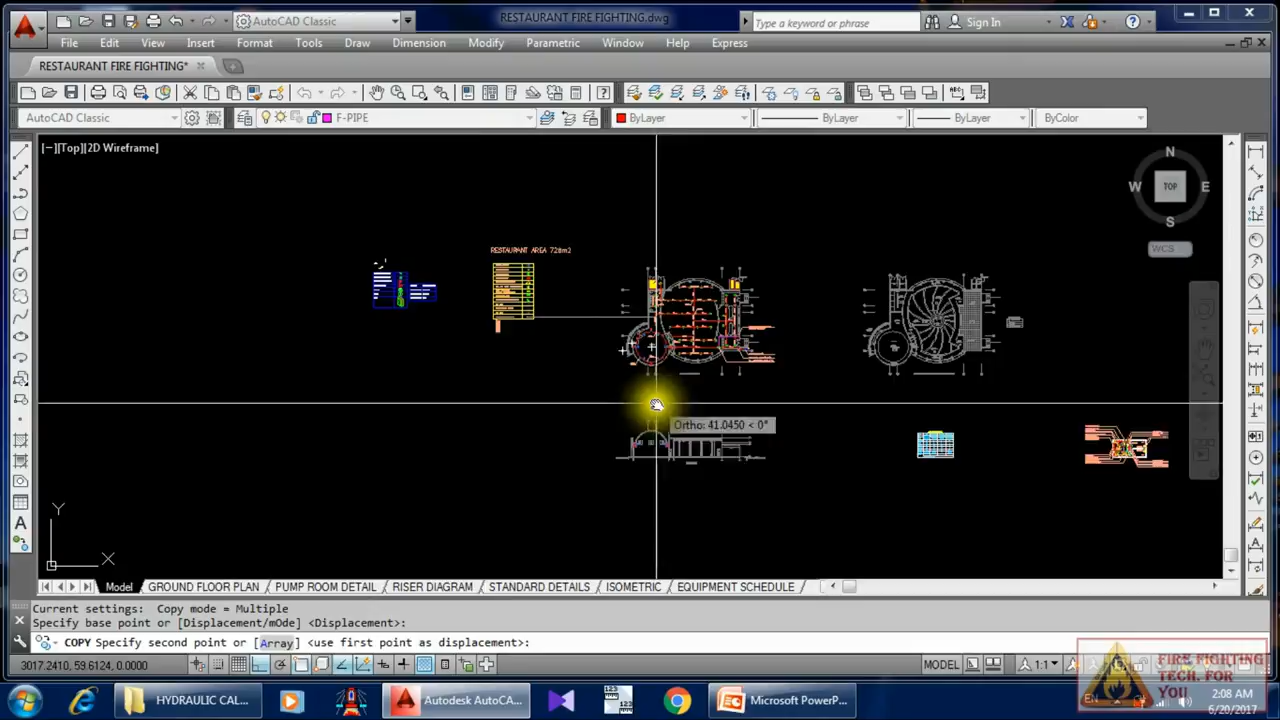 AutoCAD Classic
RESTAURANT FIRE FIGHTING.dwg
Type a keyword or phrase
Sign In
File Edit View Insert Format Tools Draw Dimension Modify Parametric Window Help Express
RESTAURANT FIRE FIGHTING*
AutoCAD Classic
F-PIPE
ByLayer
ByLayer
ByLayer
ByColor
[−][Top][2D Wireframe]
N
W
TOP
E
S
WCS
RESTAURANT AREA 728m2
Ortho: 41.0450 < 0°
Y
X
Model GROUND FLOOR PLAN PUMP ROOM DETAIL RISER DIAGRAM STANDARD DETAILS ISOMETRIC EQUIPMENT SCHEDULE
Current settings: Copy mode = Multiple
Specify base point or [Displacement/mOde] <Displacement>:
COPY Specify second point or [Array] <use first point as displacement>:
3017.2410, 59.6124, 0.0000
MODEL
1:1
FIRE FIGHTING
TECH. FOR
YOU
HYDRAULIC CAL...
Autodesk AutoCA...
123
Microsoft PowerP...
EN
2:08 AM
6/20/2017